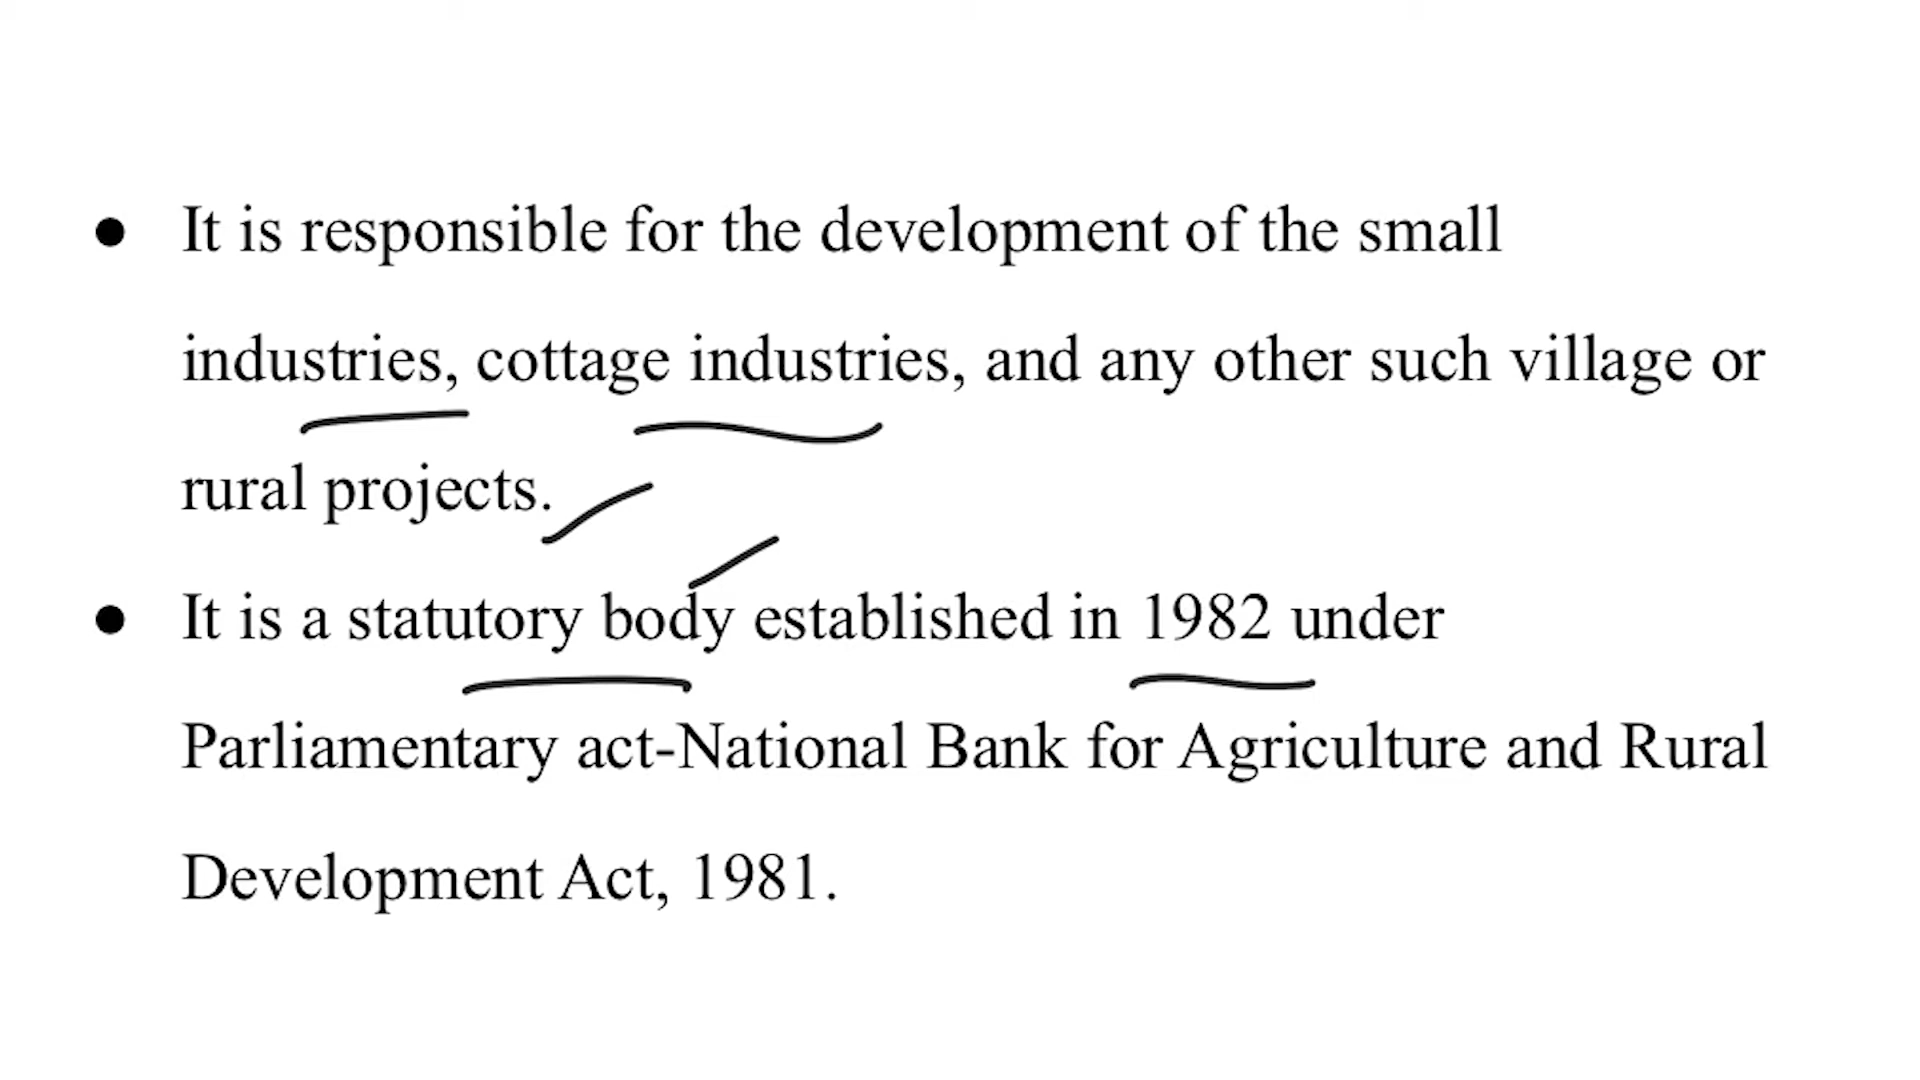 ● It is responsible for the development of the small
industries, cottage industries, and any other such village or
rural projects.
● It is a statutory body established in 1982 under
Parliamentary act-National Bank for Agriculture and Rural
Development Act, 1981.